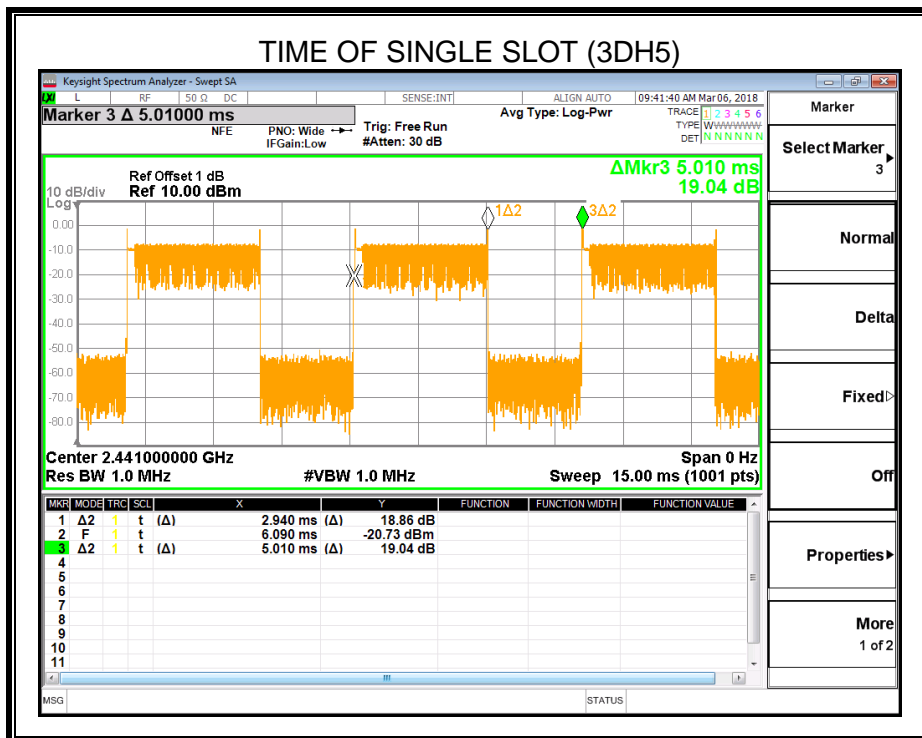 TIME OF SINGLE SLOT (3DH5)
Keysight Spectrum Analyzer - Swept SA
LXI L RF 50 Ω DC SENSE:INT ALIGN AUTO 09:41:40 AM Mar 06, 2018
Marker 3 Δ 5.01000 ms
NFE
PNO: Wide
IFGain:Low
Trig: Free Run
#Atten: 30 dB
Avg Type: Log-Pwr
TRACE 1 2 3 4 5 6
TYPE WWWWWW
DET N N N N N N
ΔMkr3 5.010 ms
19.04 dB
Ref Offset 1 dB
10 dB/div Ref 10.00 dBm
Log
1Δ2
3Δ2
0.00
-10.0
-20.0
-30.0
-40.0
-50.0
-60.0
-70.0
-80.0
Center 2.441000000 GHz Span 0 Hz
Res BW 1.0 MHz #VBW 1.0 MHz Sweep 15.00 ms (1001 pts)
MKR MODE TRC SCL X Y FUNCTION FUNCTION WIDTH FUNCTION VALUE
1 Δ2 1 t (Δ) 2.940 ms (Δ) 18.86 dB
2 F 1 t 6.090 ms -20.73 dBm
3 Δ2 1 t (Δ) 5.010 ms (Δ) 19.04 dB
4
5
6
7
8
9
10
11
MSG STATUS
Marker
Select Marker
3
Normal
Delta
Fixed
Off
Properties
More
1 of 2